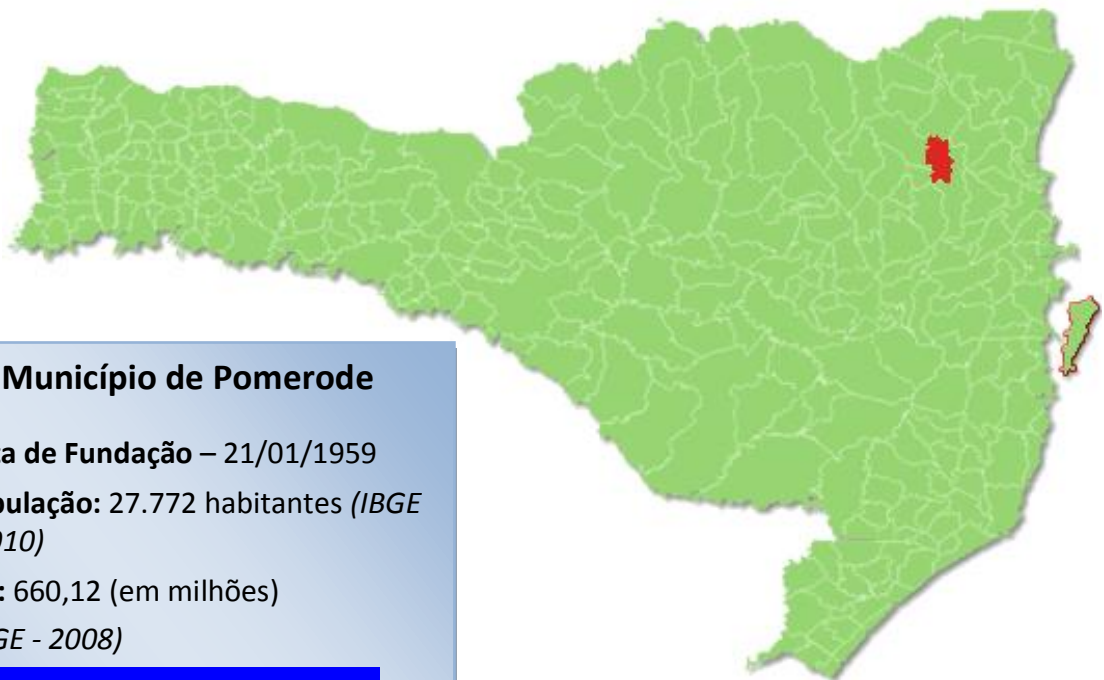 Município de Pomerode
a de Fundação – 21/01/1959
ulação: 27.772 habitantes (IBGE
010)
: 660,12 (em milhões)
GE - 2008)